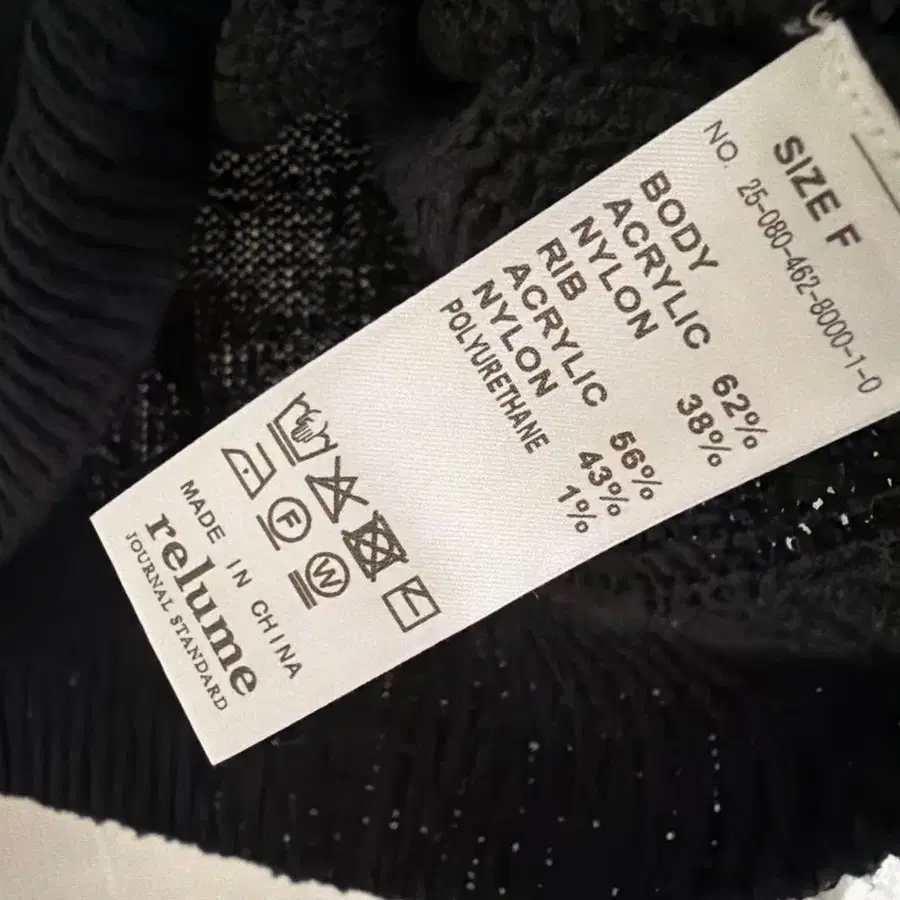 SIZE F
NO. 25-080-462-8000-1-0
BODY
ACRYLIC 62%
NYLON 38%
RIB
ACRYLIC 56%
NYLON 43%
POLYURETHANE 1%
F
W
MADE IN CHINA
relume
JOURNAL STANDARD